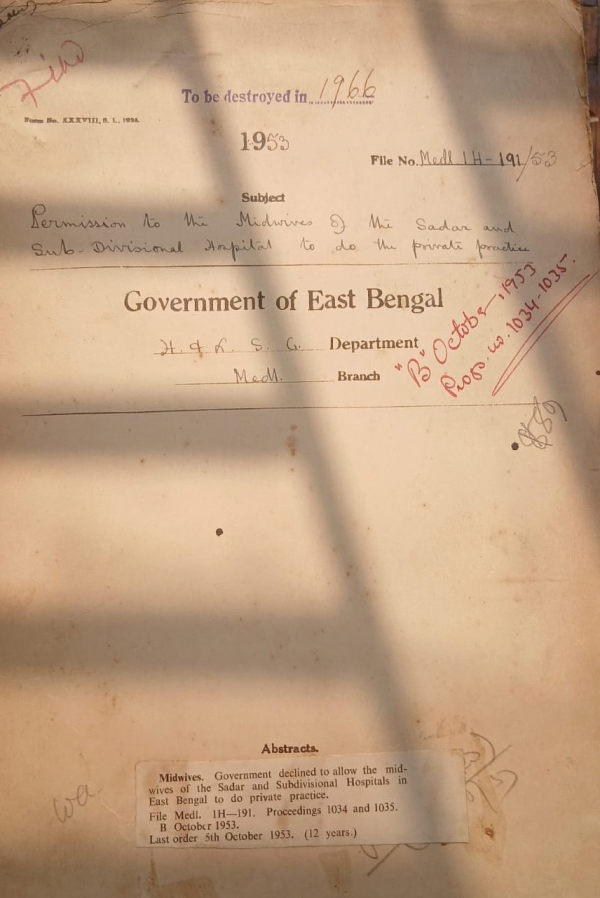 To be destroyed in 1966
Form No. XXXVIII, S. I., 1934.
1953
File No. Medl 1H-191/53
Subject
Permission to the Midwives of the Sadar and
Sub-Divisional Hospital to do the private practice
Government of East Bengal
H. & L. S. G. Department
Medl. Branch
"B" October, 1953
Progs. no. 1034-1035.
Abstracts.
Midwives. Government declined to allow the mid-
wives of the Sadar and Subdivisional Hospitals in
East Bengal to do private practice.
File Medl. 1H—191. Proceedings 1034 and 1035.
B October 1953.
Last order 5th October 1953. (12 years.)